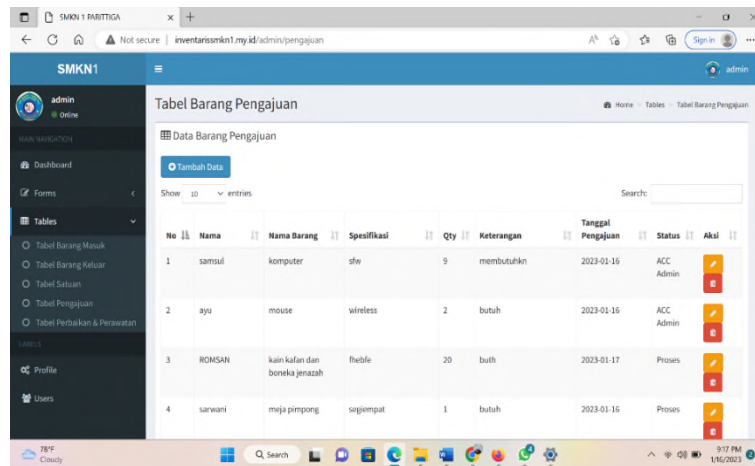 SMKN 1 PARITTIGA
Not secure | inventarissmkn1.my.id/admin/pengajuan
Sign in
SMKN1
admin
admin
Online
Tabel Barang Pengajuan
Home
Tables
Tabel Barang Pengajuan
MAIN NAVIGATION
Dashboard
Forms
Tables
Tabel Barang Masuk
Tabel Barang Keluar
Tabel Satuan
Tabel Pengajuan
Tabel Perbaikan & Perawatan
LABELS
Profile
Users
Data Barang Pengajuan
Tambah Data
Show 10 entries
Search:
No Nama Nama Barang Spesifikasi Qty Keterangan Tanggal Pengajuan Status Aksi
1 samsul komputer sfw 9 membutuhkn 2023-01-16 ACC Admin
2 ayu mouse wireless 2 butuh 2023-01-16 ACC Admin
3 ROMSAN kain kafan dan boneka jenazah fhebfe 20 buth 2023-01-17 Proses
4 sarwani meja pimpong segiempat 1 butuh 2023-01-16 Proses
78°F
Cloudy
Search
9:17 PM
1/16/2023